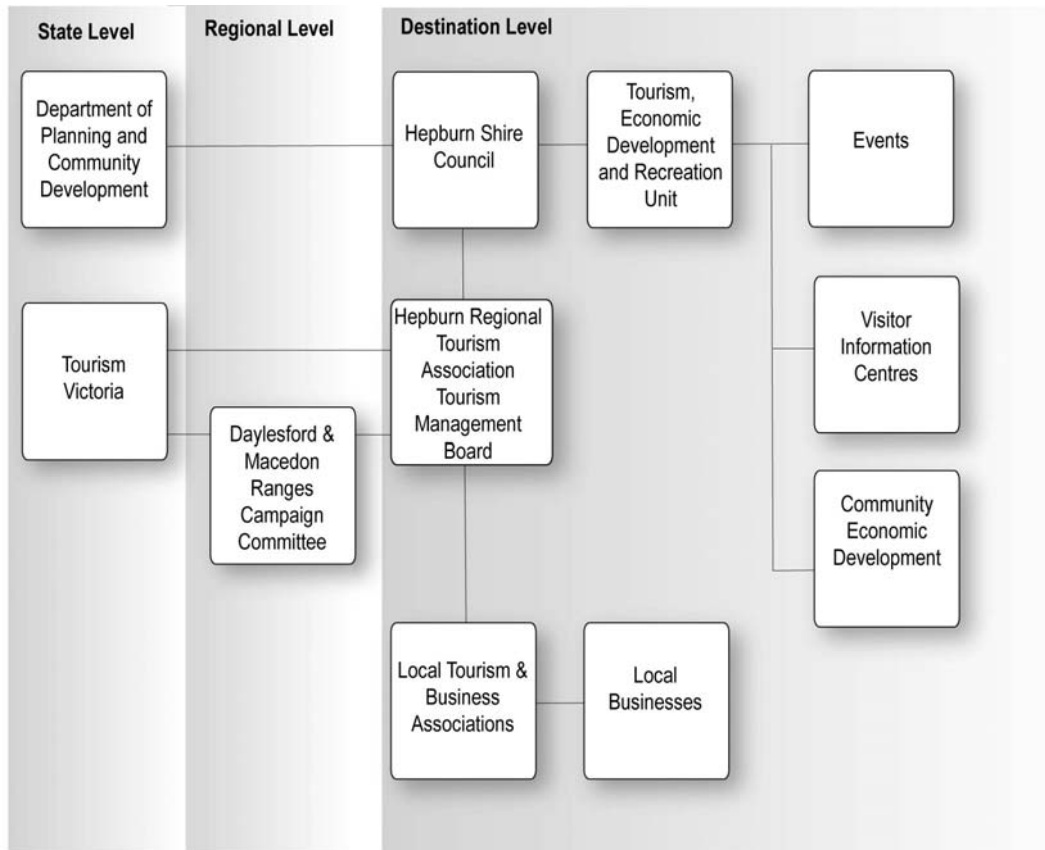 State Level
Regional Level
Destination Level
Department of
Planning and
Community
Development
Hepburn Shire
Council
Tourism,
Economic
Development
and Recreation
Unit
Events
Tourism
Victoria
Daylesford &
Macedon
Ranges
Campaign
Committee
Hepburn Regional
Tourism
Association
Tourism
Management
Board
Visitor
Information
Centres
Community
Economic
Development
Local Tourism &
Business
Associations
Local
Businesses